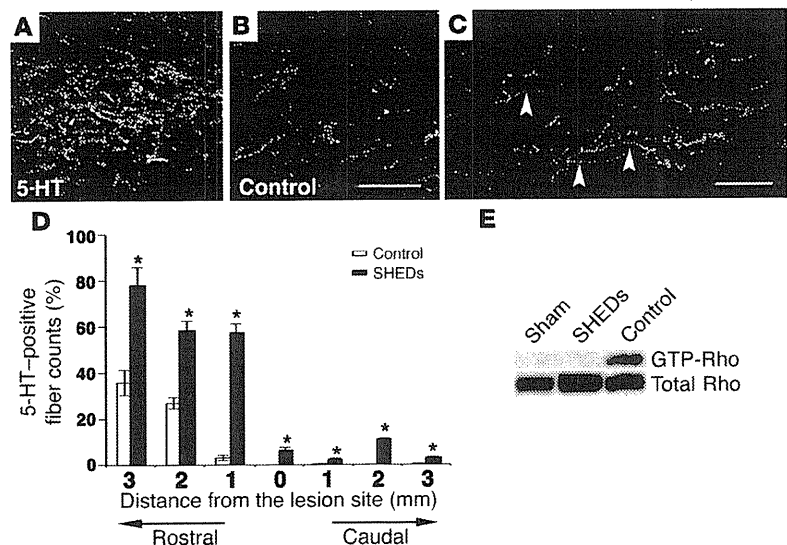 A
B
C
5-HT
Control
D
5-HT–positive
fiber counts (%)
100
80
60
40
20
0
Control
SHEDs
* * * * * * *
3 2 1 0 1 2 3
Distance from the lesion site (mm)
Rostral Caudal
E
Sham SHEDs Control
GTP-Rho
Total Rho